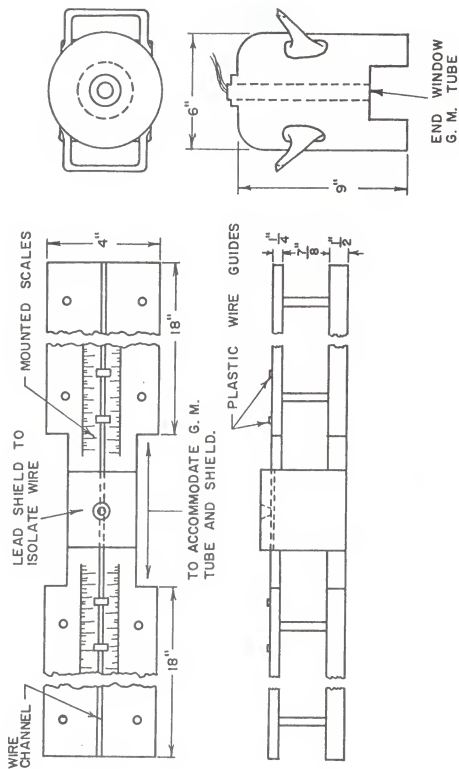 WIRE
CHANNEL
LEAD SHIELD TO
ISOLATE WIRE
MOUNTED SCALES
4"
18"
18"
TO ACCOMMODATE G. M.
TUBE AND SHIELD.
PLASTIC WIRE GUIDES
1/4"
7/8"
1/2"
6"
9"
END WINDOW
G. M. TUBE